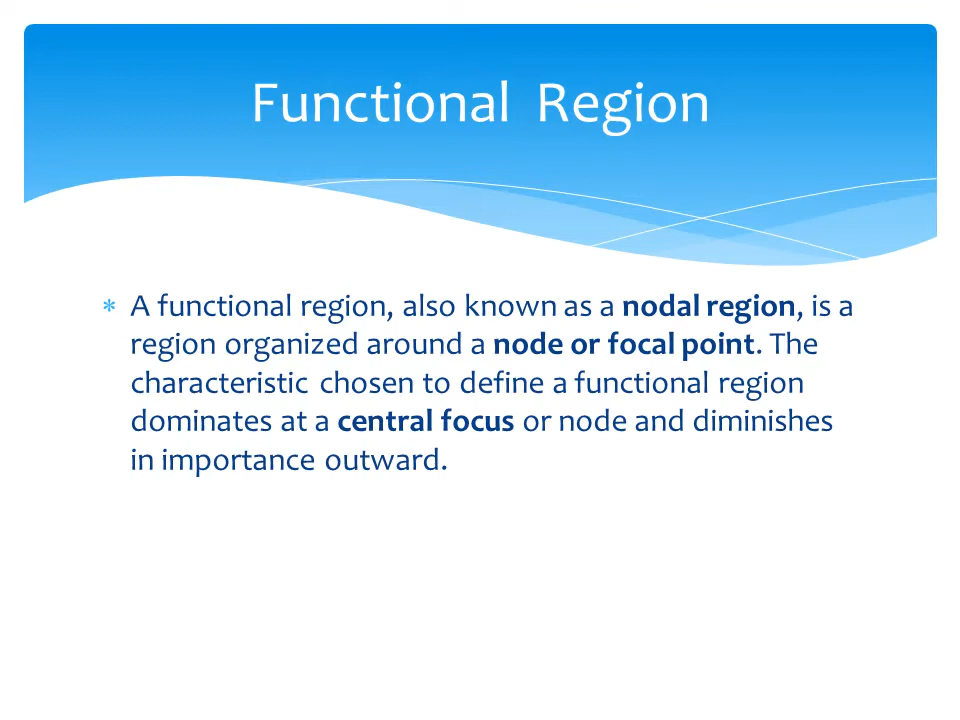 Functional Region
* A functional region, also known as a nodal region, is a
region organized around a node or focal point. The
characteristic chosen to define a functional region
dominates at a central focus or node and diminishes
in importance outward.